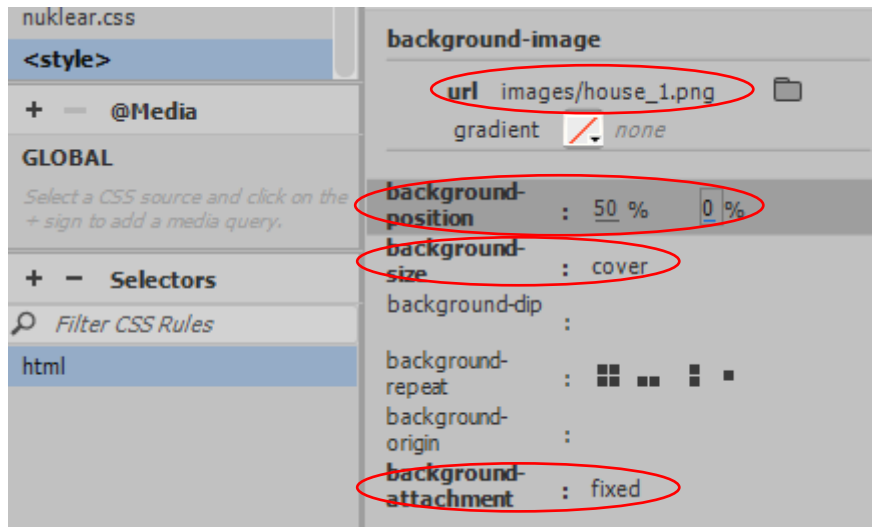 nuklear.css
<style>
+ − @Media
GLOBAL
Select a CSS source and click on the
+ sign to add a media query.
+ − Selectors
Filter CSS Rules
html
background-image
url images/house_1.png
gradient none
background-
position : 50 % 0 %
background-
size : cover
background-dip
:
background-
repeat :
background-
origin :
background-
attachment : fixed